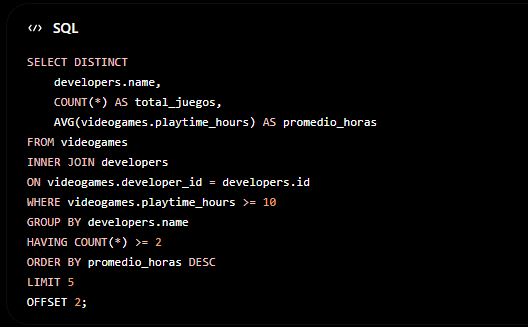 </> SQL
SELECT DISTINCT
    developers.name,
    COUNT(*) AS total_juegos,
    AVG(videogames.playtime_hours) AS promedio_horas
FROM videogames
INNER JOIN developers
ON videogames.developer_id = developers.id
WHERE videogames.playtime_hours >= 10
GROUP BY developers.name
HAVING COUNT(*) >= 2
ORDER BY promedio_horas DESC
LIMIT 5
OFFSET 2;